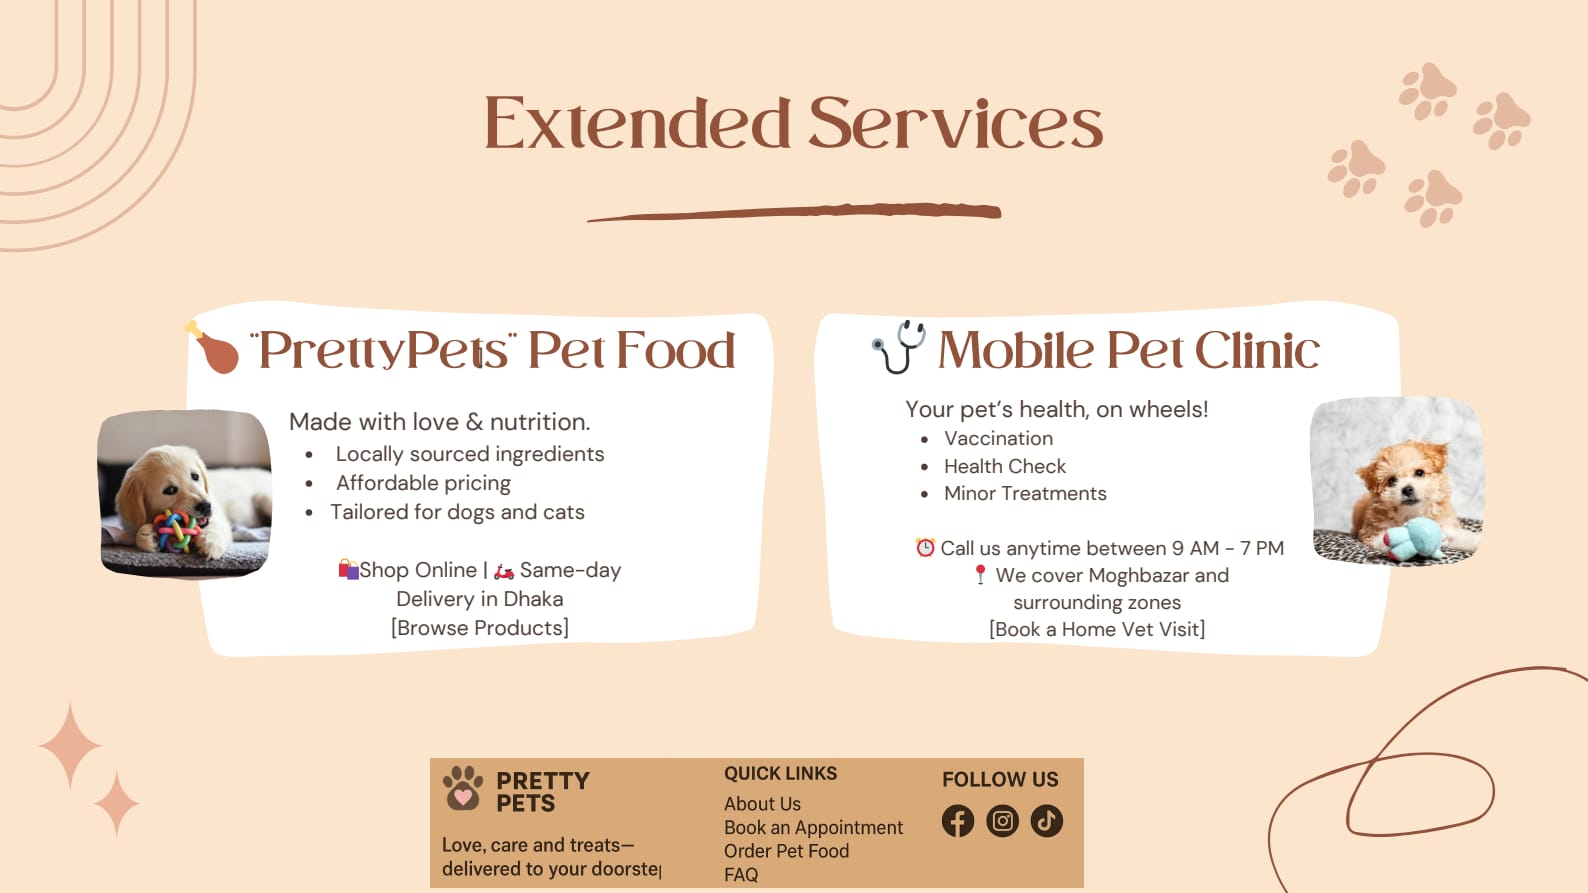 Extended Services
"PrettyPets" Pet Food
Made with love & nutrition.
• Locally sourced ingredients
• Affordable pricing
• Tailored for dogs and cats
🛍️Shop Online | 🛵 Same-day
Delivery in Dhaka
[Browse Products]
Mobile Pet Clinic
Your pet’s health, on wheels!
• Vaccination
• Health Check
• Minor Treatments
⏰ Call us anytime between 9 AM - 7 PM
📍 We cover Moghbazar and
surrounding zones
[Book a Home Vet Visit]
PRETTY
PETS
Love, care and treats—
delivered to your doorste
QUICK LINKS
About Us
Book an Appointment
Order Pet Food
FAQ
FOLLOW US